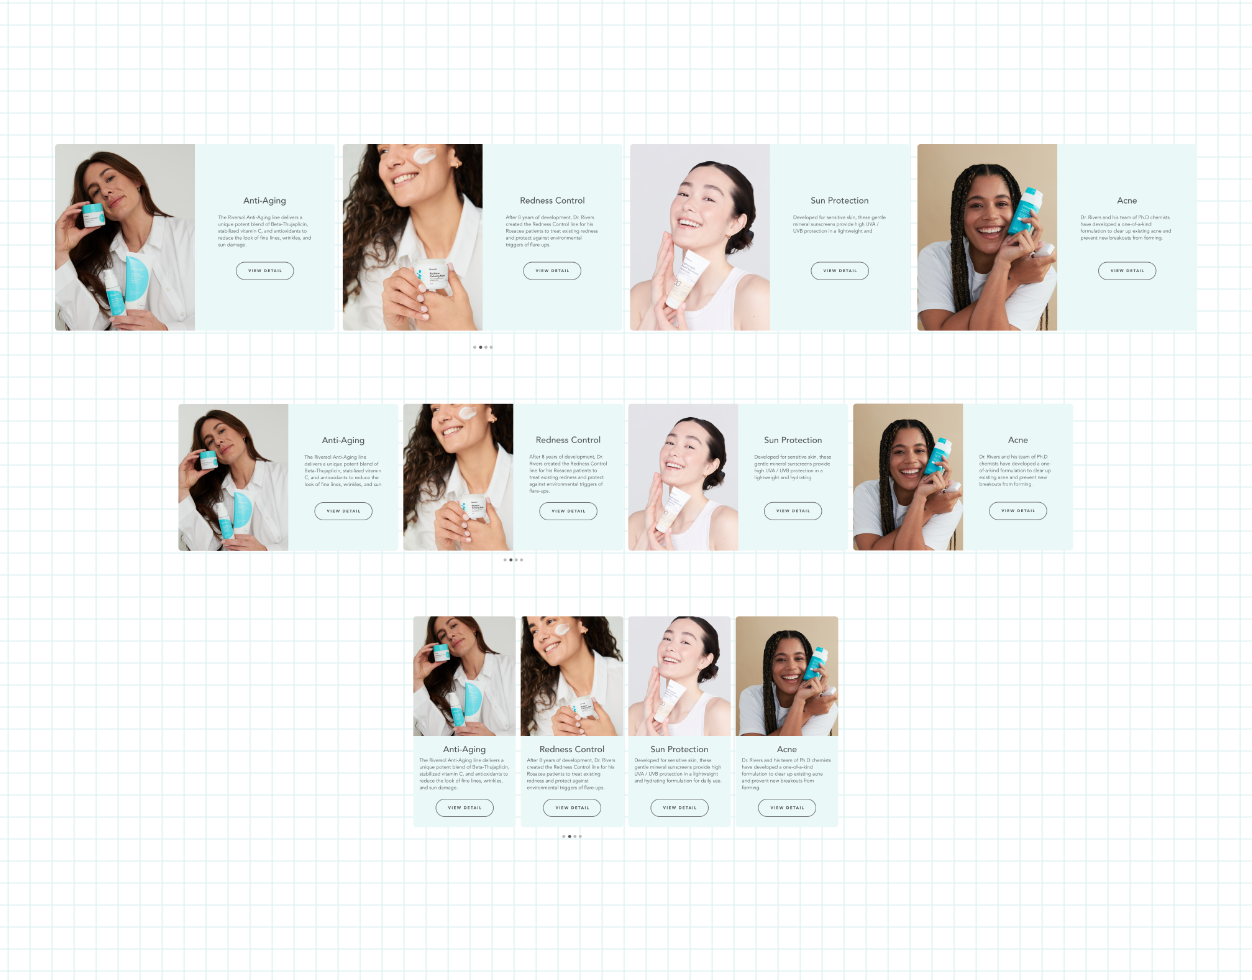 Anti-Aging
The Riversol Anti-Aging line delivers a
unique potent blend of Beta-Thujaplicin,
stabilized vitamin C, and antioxidants to
reduce the look of fine lines, wrinkles, and
sun damage.
VIEW DETAIL
Redness Control
After 8 years of development, Dr. Rivers
created the Redness Control line for his
Rosacea patients to treat existing redness
and protect against environmental
triggers of flare-ups.
VIEW DETAIL
Sun Protection
Developed for sensitive skin, these gentle
mineral sunscreens provide high UVA /
UVB protection in a lightweight and
VIEW DETAIL
Acne
Dr. Rivers and his team of Ph.D chemists
have developed a one-of-a-kind
formulation to clear up existing acne and
prevent new breakouts from forming.
VIEW DETAIL
Anti-Aging
The Riversol Anti-Aging line
delivers a unique potent blend of
Beta-Thujaplicin, stabilized vitamin
C, and antioxidants to reduce the
look of fine lines, wrinkles, and sun
VIEW DETAIL
Redness Control
After 8 years of development, Dr.
Rivers created the Redness Control
line for his Rosacea patients to
treat existing redness and protect
against environmental triggers of
flare-ups.
VIEW DETAIL
Sun Protection
Developed for sensitive skin, these
gentle mineral sunscreens provide
high UVA / UVB protection in a
lightweight and hydrating
VIEW DETAIL
Acne
Dr. Rivers and his team of Ph.D
chemists have developed a one-
of-a-kind formulation to clear up
existing acne and prevent new
breakouts from forming
VIEW DETAIL
Anti-Aging
The Riversol Anti-Aging line delivers a
unique potent blend of Beta-Thujaplicin,
stabilized vitamin C, and antioxidants to
reduce the look of fine lines, wrinkles,
and sun damage.
VIEW DETAIL
Redness Control
After 8 years of development, Dr. Rivers
created the Redness Control line for his
Rosacea patients to treat existing
redness and protect against
environmental triggers of flare-ups.
VIEW DETAIL
Sun Protection
Developed for sensitive skin, these
gentle mineral sunscreens provide high
UVA / UVB protection in a lightweight
and hydrating formulation for daily use.
VIEW DETAIL
Acne
Dr. Rivers and his team of Ph.D chemists
have developed a one-of-a-kind
formulation to clear up existing acne
and prevent new breakouts from
forming
VIEW DETAIL